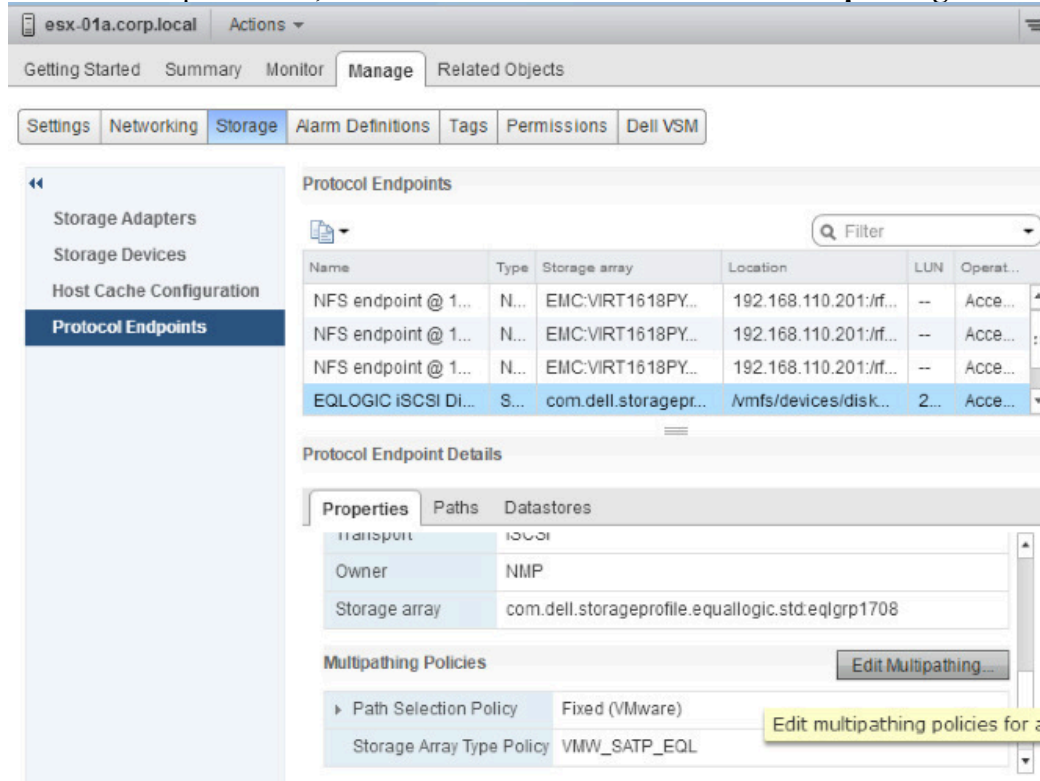 esx-01a.corp.local Actions
Getting Started Summary Monitor Manage Related Objects
Settings Networking Storage Alarm Definitions Tags Permissions Dell VSM
Storage Adapters
Storage Devices
Host Cache Configuration
Protocol Endpoints
Protocol Endpoints
Filter
Name Type Storage array Location LUN Operat...
NFS endpoint @ 1... N... EMC:VIRT1618PY... 192.168.110.201:/rf... -- Acce...
NFS endpoint @ 1... N... EMC:VIRT1618PY... 192.168.110.201:/rf... -- Acce...
NFS endpoint @ 1... N... EMC:VIRT1618PY... 192.168.110.201:/rf... -- Acce...
EQLOGIC iSCSI Di... S... com.dell.storagepr... /vmfs/devices/disk... 2... Acce...
Protocol Endpoint Details
Properties Paths Datastores
Transport iSCSI
Owner NMP
Storage array com.dell.storageprofile.equallogic.std:eqlgrp1708
Multipathing Policies Edit Multipathing...
Path Selection Policy Fixed (VMware)
Edit multipathing policies for a
Storage Array Type Policy VMW_SATP_EQL